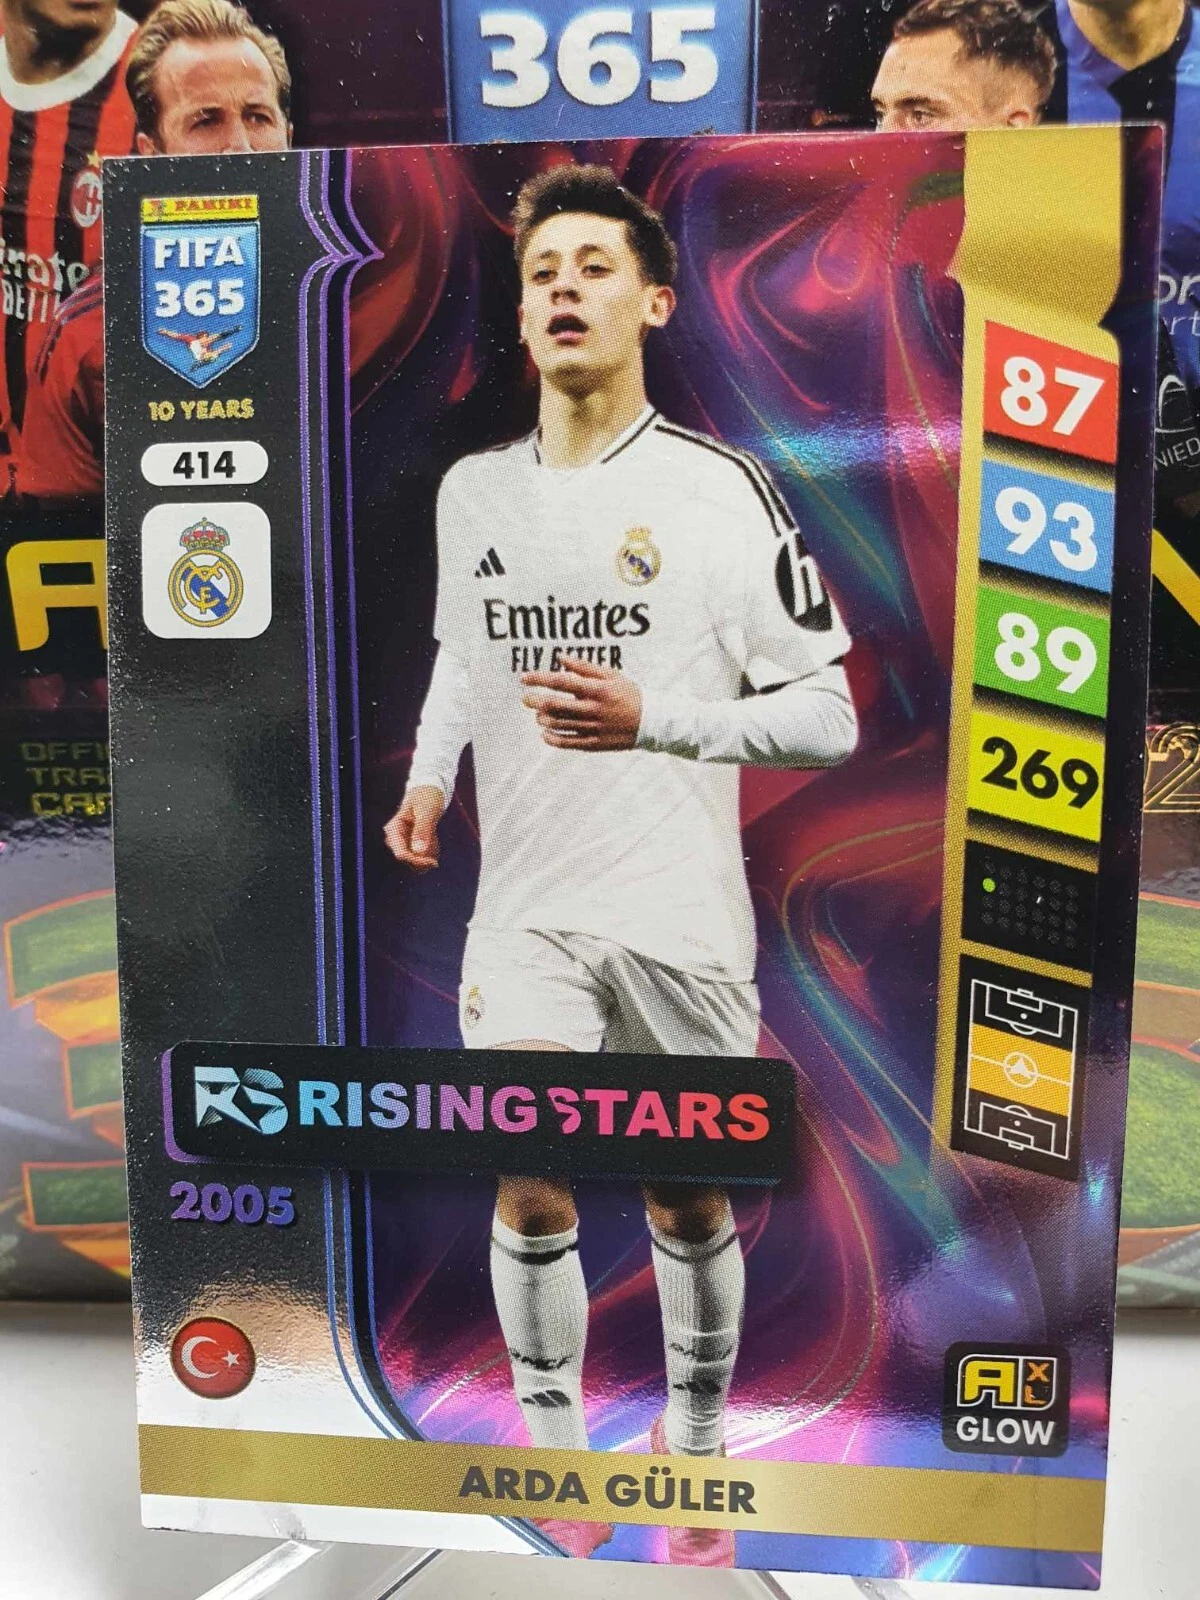 365
PANINI
FIFA
365
10 YEARS
414
87
93
89
269
Emirates
FLY BETTER
RS RISING STARS
2005
AXL
GLOW
ARDA GÜLER